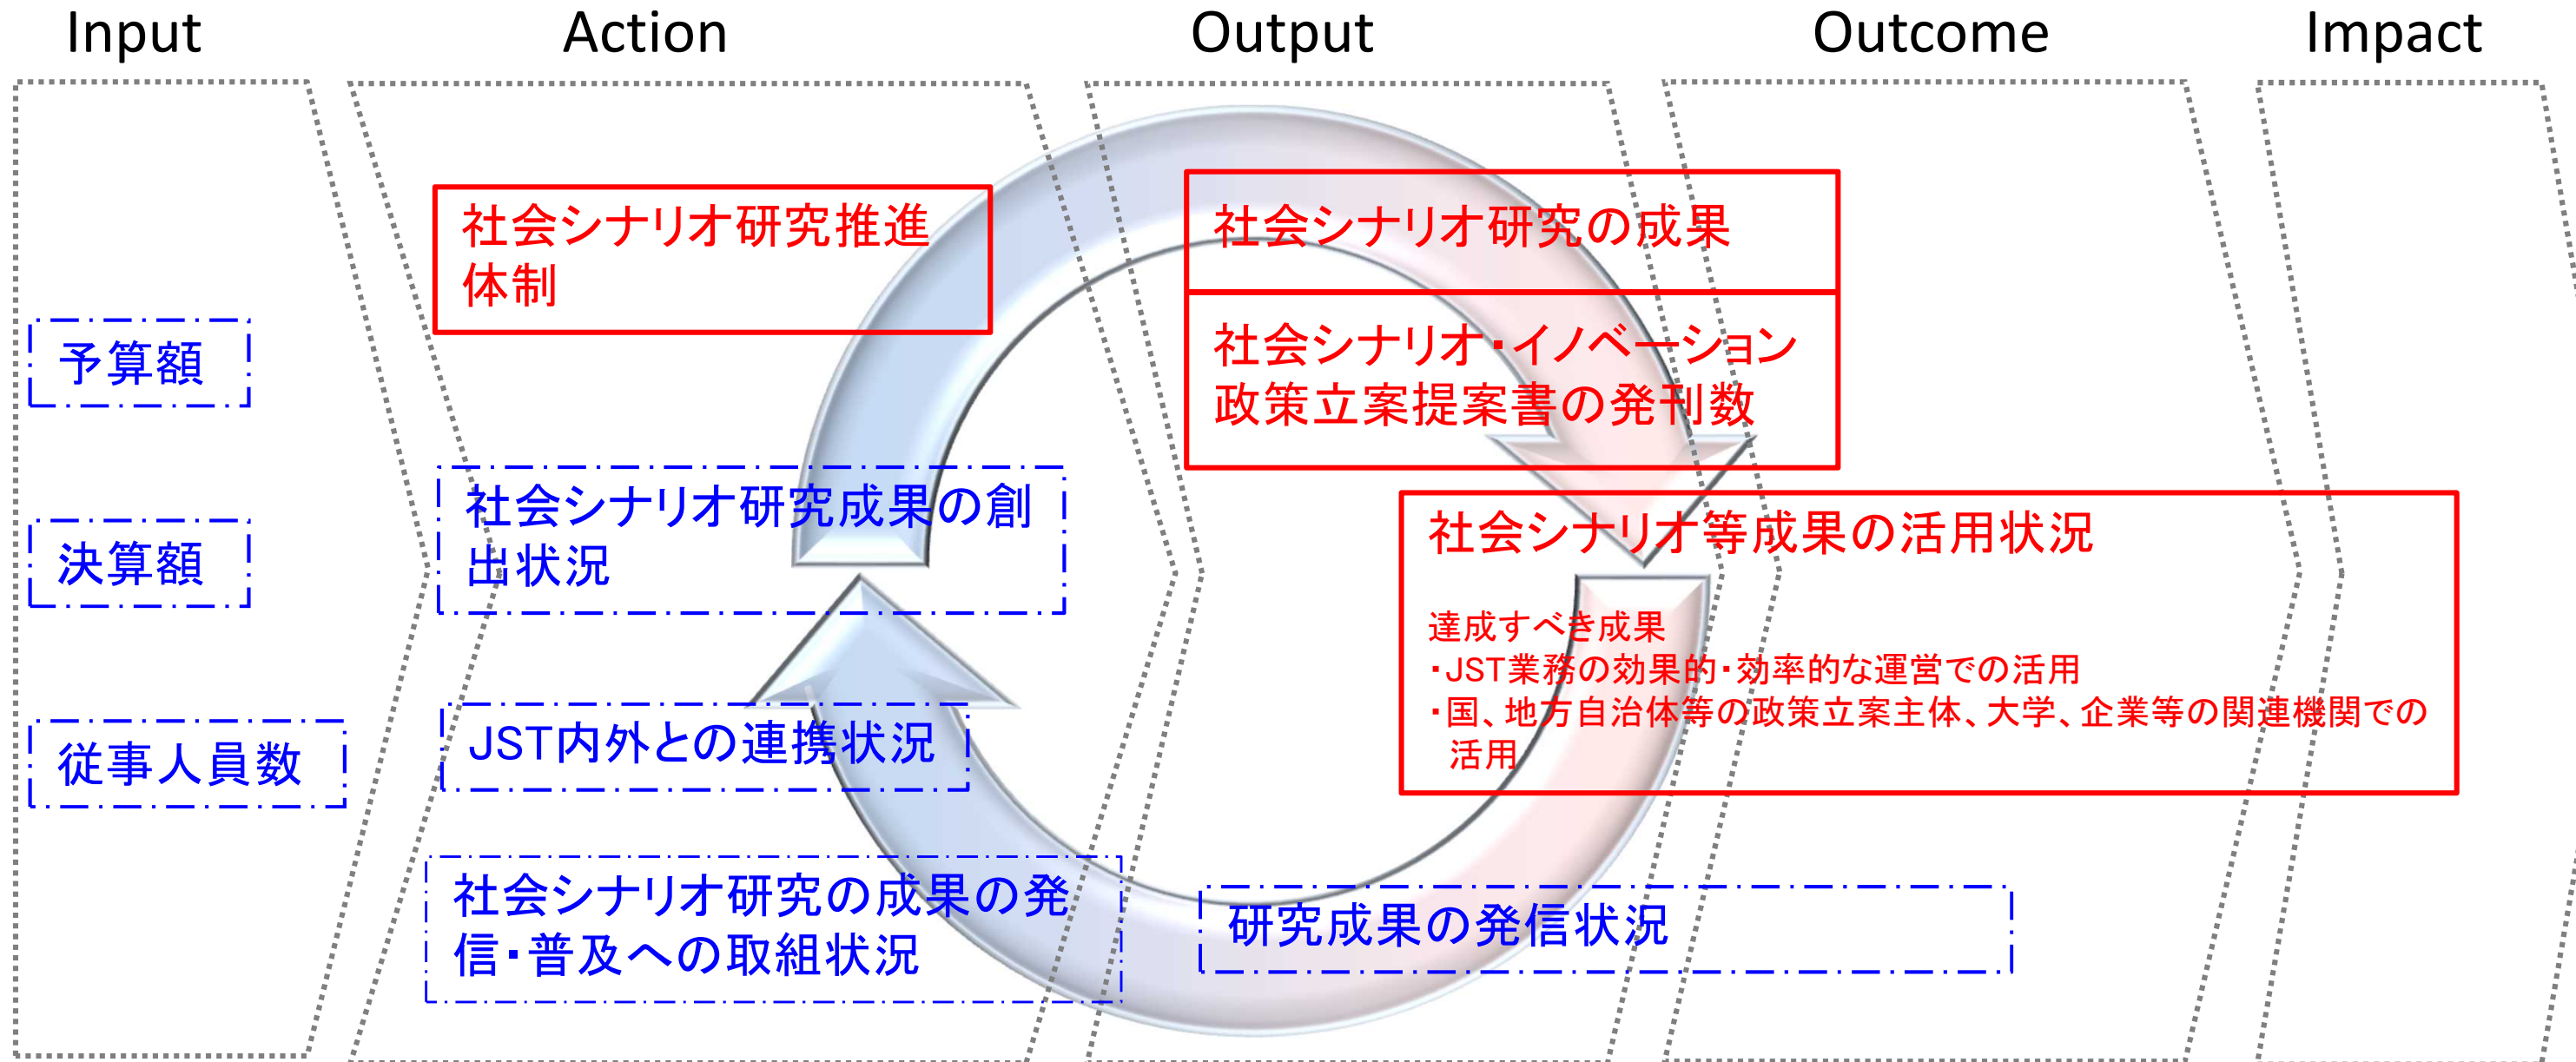 Input
Action
Output
Outcome
Impact
予算額
決算額
従事人員数
社会シナリオ研究推進
体制
社会シナリオ研究成果の創
出状況
JST内外との連携状況
社会シナリオ研究の成果の発
信・普及への取組状況
社会シナリオ研究の成果
社会シナリオ・イノベーション
政策立案提案書の発刊数
社会シナリオ等成果の活用状況
達成すべき成果
・JST業務の効果的・効率的な運営での活用
・国、地方自治体等の政策立案主体、大学、企業等の関連機関での
活用
研究成果の発信状況